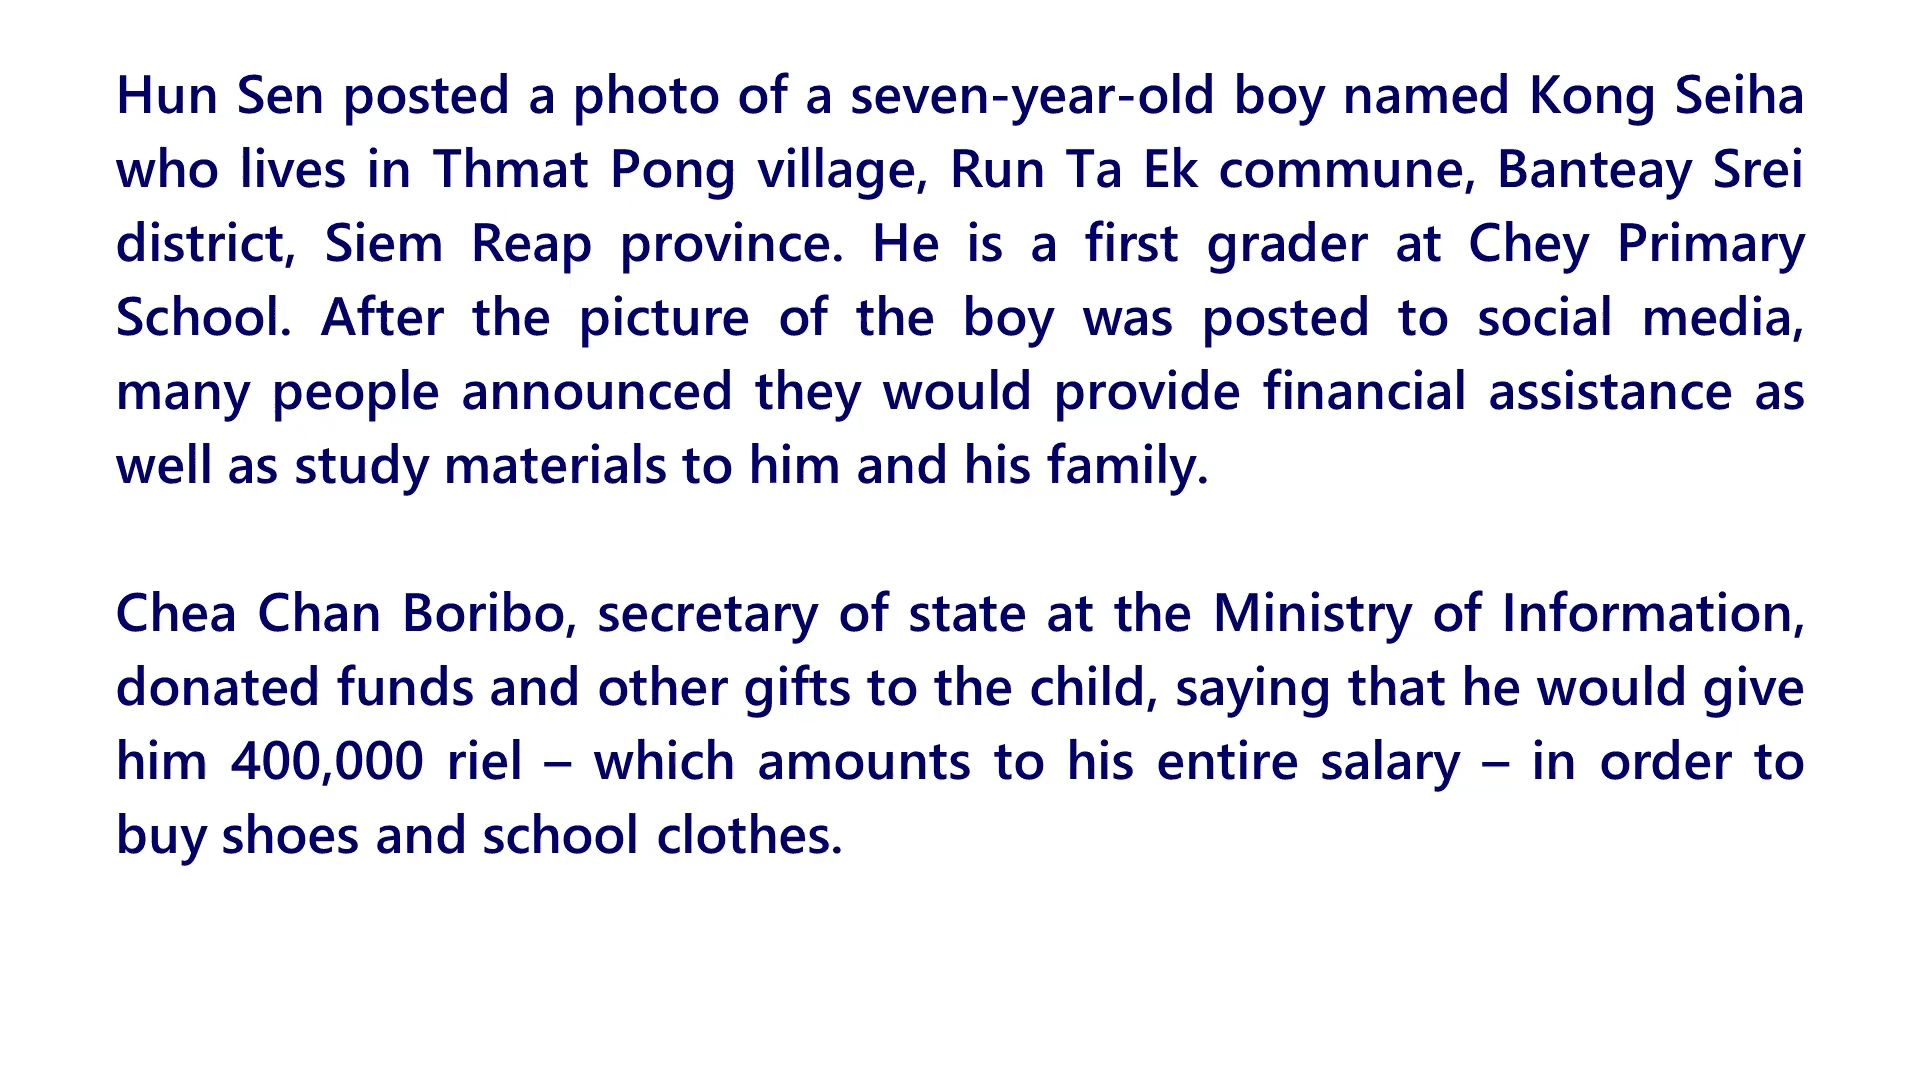 Hun Sen posted a photo of a seven-year-old boy named Kong Seiha
who lives in Thmat Pong village, Run Ta Ek commune, Banteay Srei
district, Siem Reap province. He is a first grader at Chey Primary
School. After the picture of the boy was posted to social media,
many people announced they would provide financial assistance as
well as study materials to him and his family.
Chea Chan Boribo, secretary of state at the Ministry of Information,
donated funds and other gifts to the child, saying that he would give
him 400,000 riel – which amounts to his entire salary – in order to
buy shoes and school clothes.